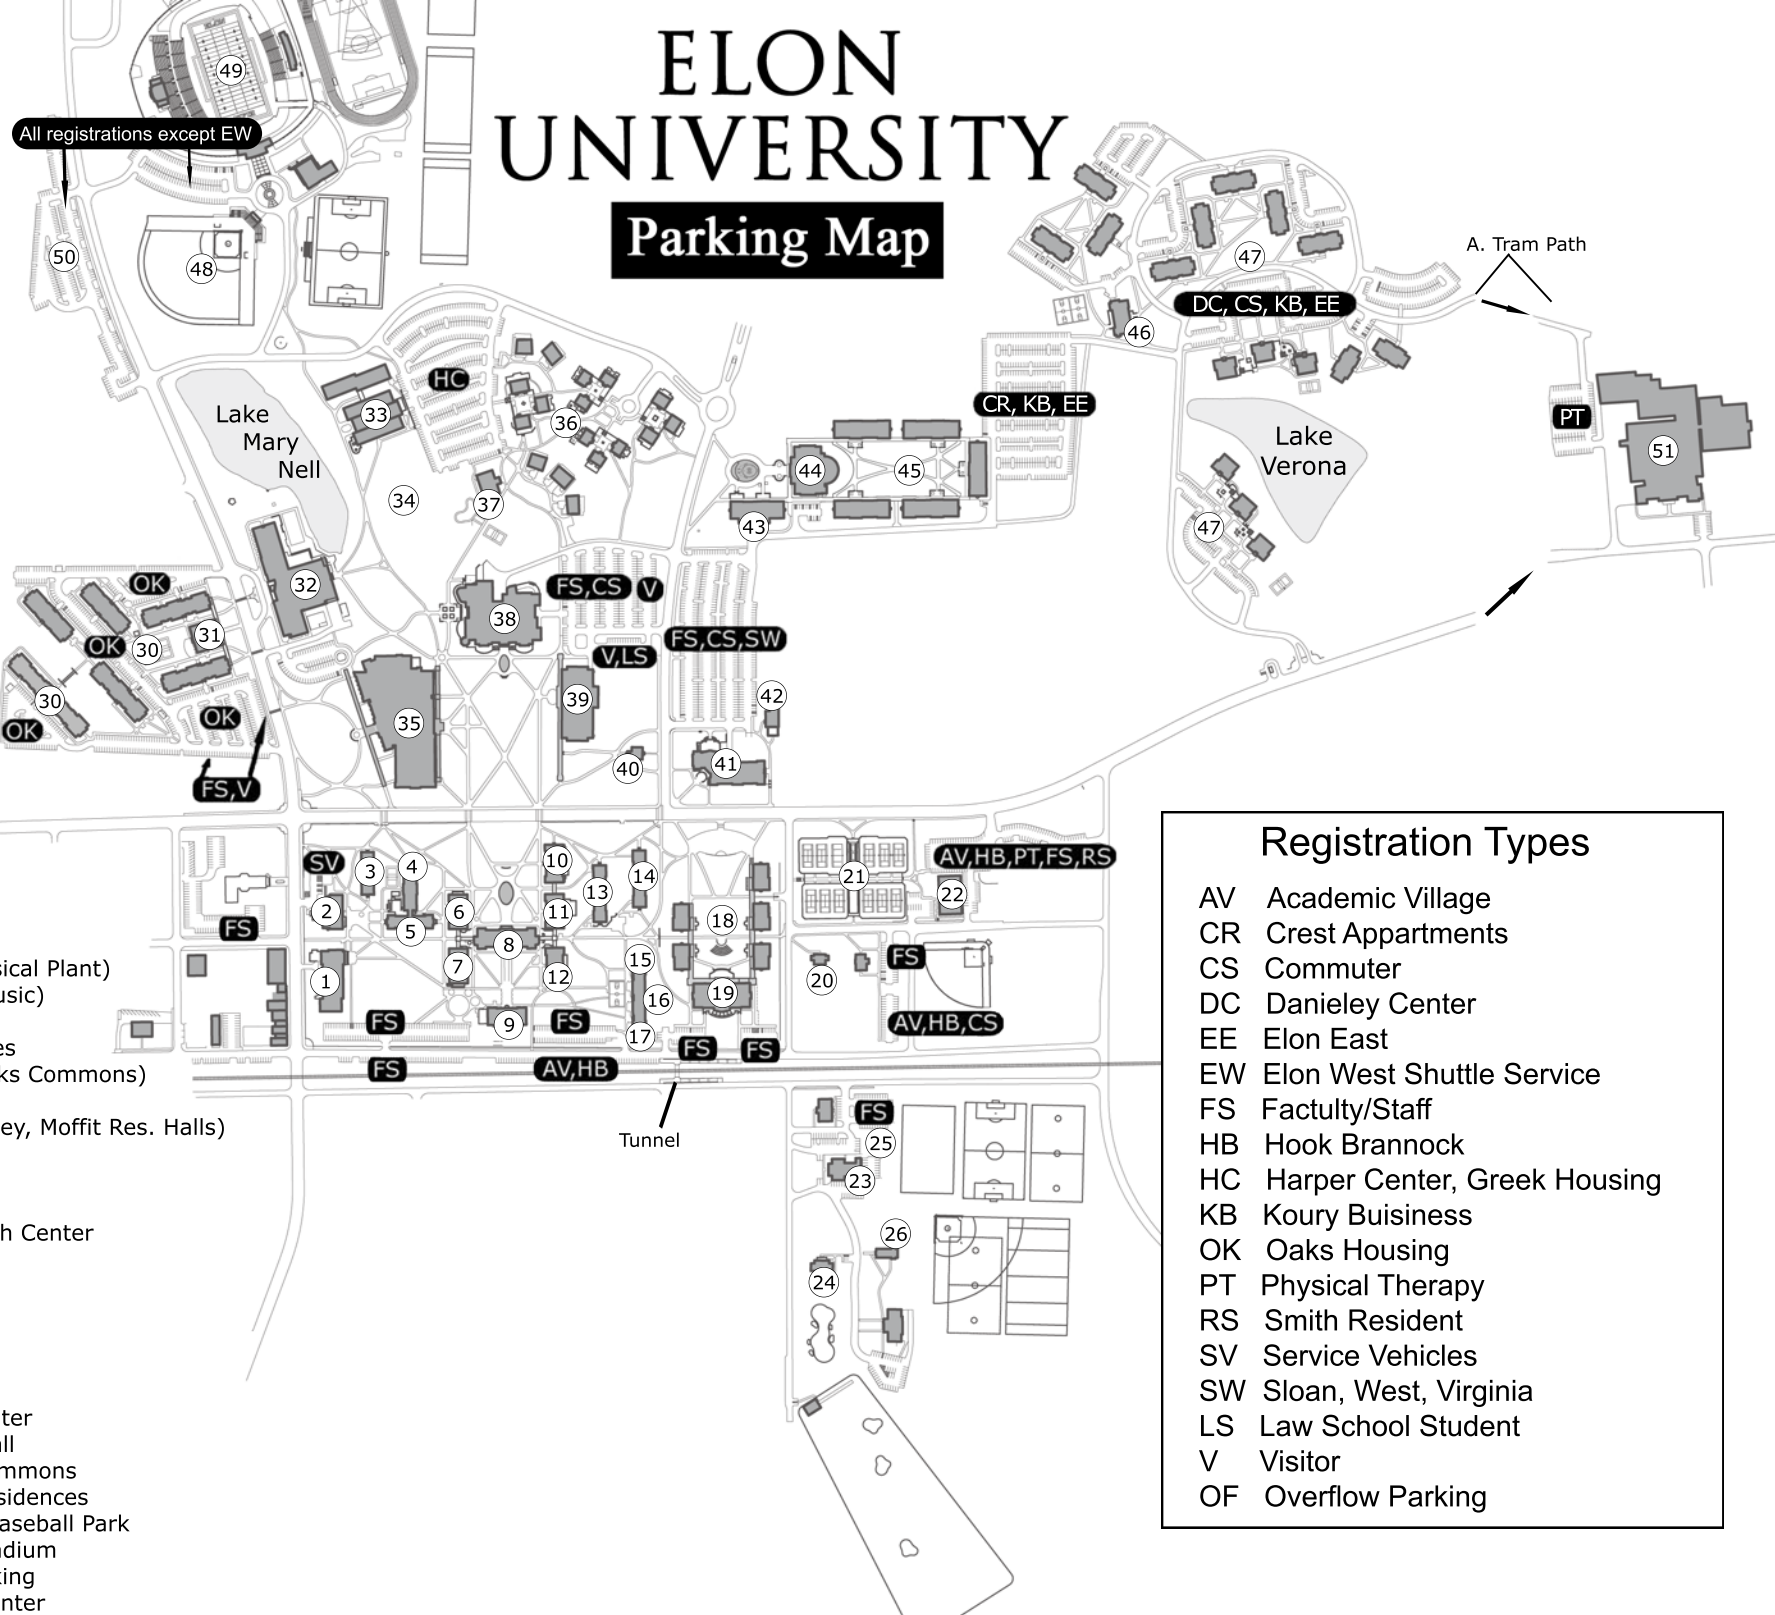 ELON
UNIVERSITY
Parking Map
49
All registrations except EW
50
48
A. Tram Path
47
DC, CS, KB, EE
46
HC
CR, KB, EE
PT
Lake
Mary
Nell
33
36
Lake
Verona
51
44
45
34
37
43
47
32
38
OK
FS,CS
V
30
31
OK
FS,CS,SW
V,LS
30
39
42
OK
OK
35
40
41
FS,V
SV
3
4
10
13
14
21
AV,HB,PT,FS,RS
22
2
5
6
11
18
FS
8
7
12
15
FS
1
16
19
20
FS
9
FS
17
AV,HB,CS
FS
FS
FS
AV,HB
Tunnel
FS
25
23
26
24
sical Plant)
usic)
es
ks Commons)
ey, Moffit Res. Halls)
h Center
ter
all
mmons
sidences
aseball Park
adium
king
nter
Registration Types
AV Academic Village
CR Crest Appartments
CS Commuter
DC Danieley Center
EE Elon East
EW Elon West Shuttle Service
FS Factulty/Staff
HB Hook Brannock
HC Harper Center, Greek Housing
KB Koury Buisiness
OK Oaks Housing
PT Physical Therapy
RS Smith Resident
SV Service Vehicles
SW Sloan, West, Virginia
LS Law School Student
V Visitor
OF Overflow Parking